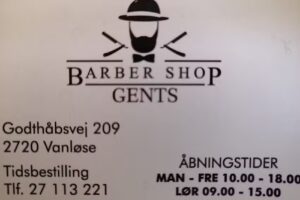 BARBER SHOP
GENTS
Godthåbsvej 209
2720 Vanløse
Tidsbestilling
Tlf. 27 113 221
ÅBNINGSTIDER
MAN - FRE 10.00 - 18.00
LØR 09.00 - 15.00